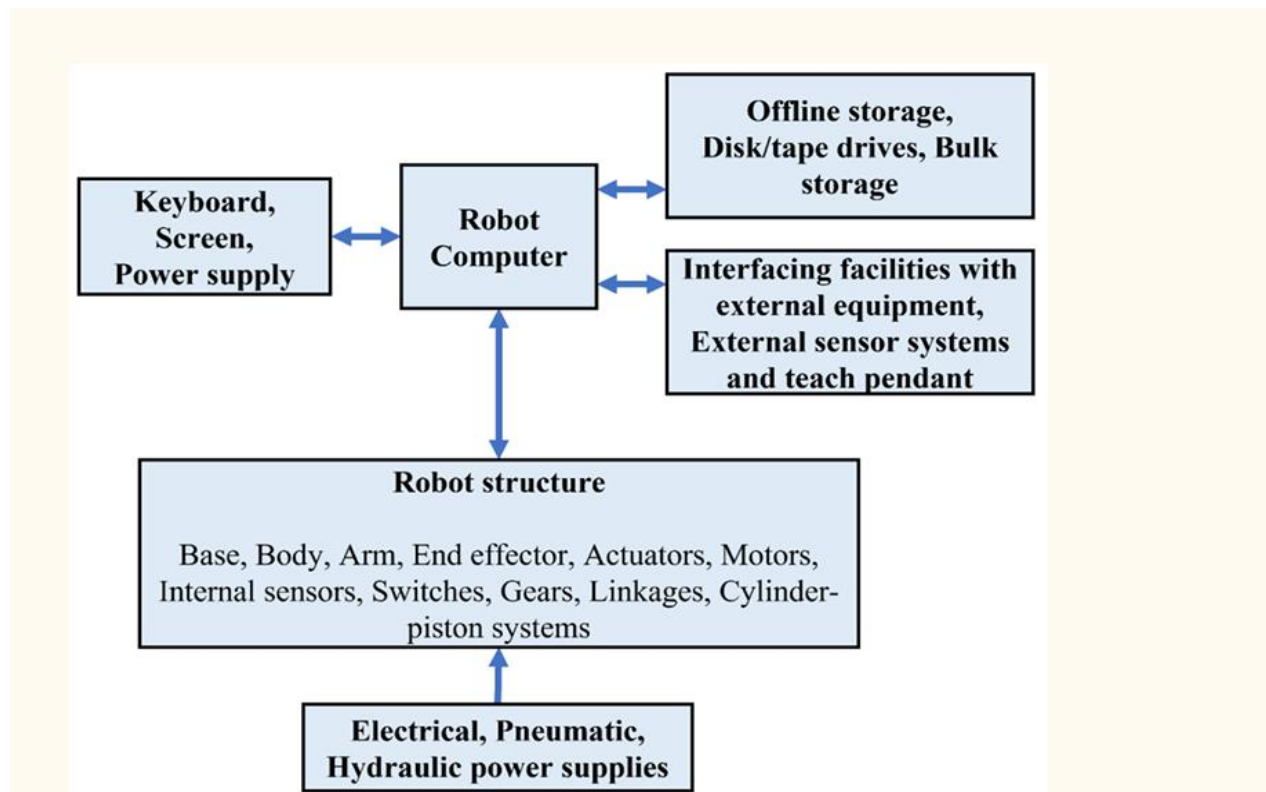 Offline storage,
Disk/tape drives, Bulk
storage
Keyboard,
Screen,
Power supply
Robot
Computer
Interfacing facilities with
external equipment,
External sensor systems
and teach pendant
Robot structure
Base, Body, Arm, End effector, Actuators, Motors,
Internal sensors, Switches, Gears, Linkages, Cylinder-
piston systems
Electrical, Pneumatic,
Hydraulic power supplies